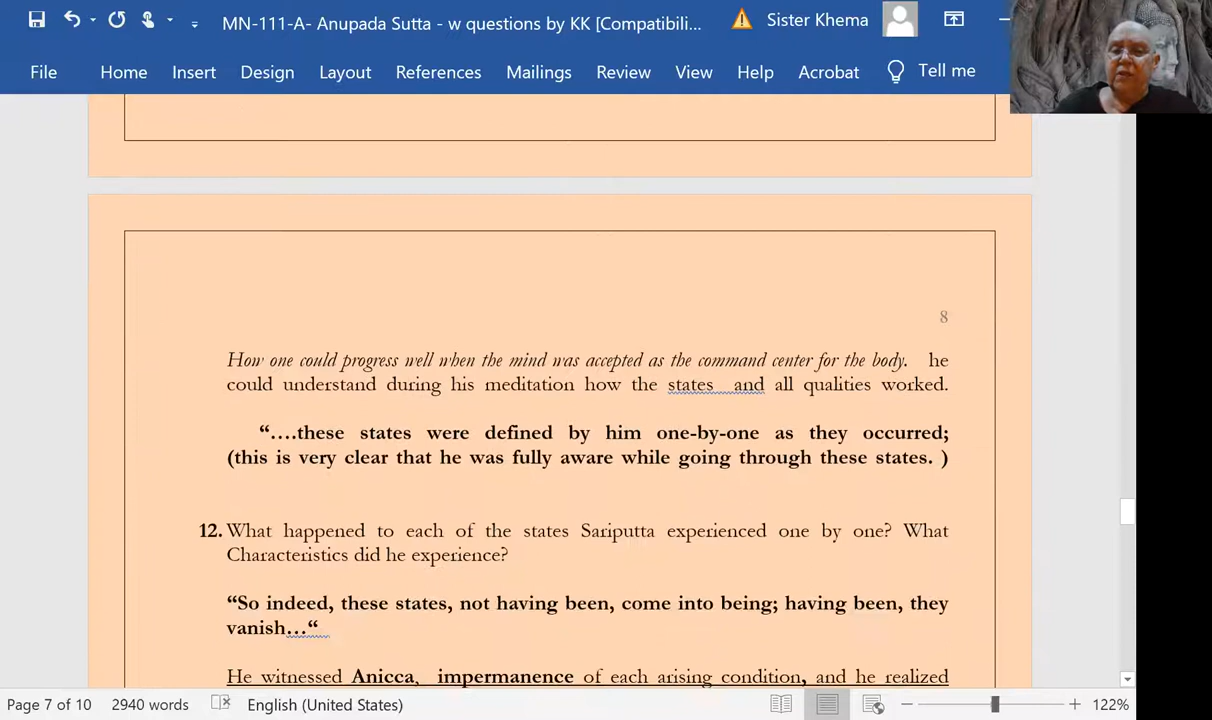 MN-111-A- Anupada Sutta - w questions by KK [Compatibili...
Sister Khema
File Home Insert Design Layout References Mailings Review View Help Acrobat Tell me
8
How one could progress well when the mind was accepted as the command center for the body. he
could understand during his meditation how the states and all qualities worked.
“….these states were defined by him one-by-one as they occurred;
(this is very clear that he was fully aware while going through these states. )
12. What happened to each of the states Sariputta experienced one by one? What
Characteristics did he experience?
“So indeed, these states, not having been, come into being; having been, they
vanish…“
He witnessed Anicca, impermanence of each arising condition, and he realized
Page 7 of 10 2940 words English (United States) 122%